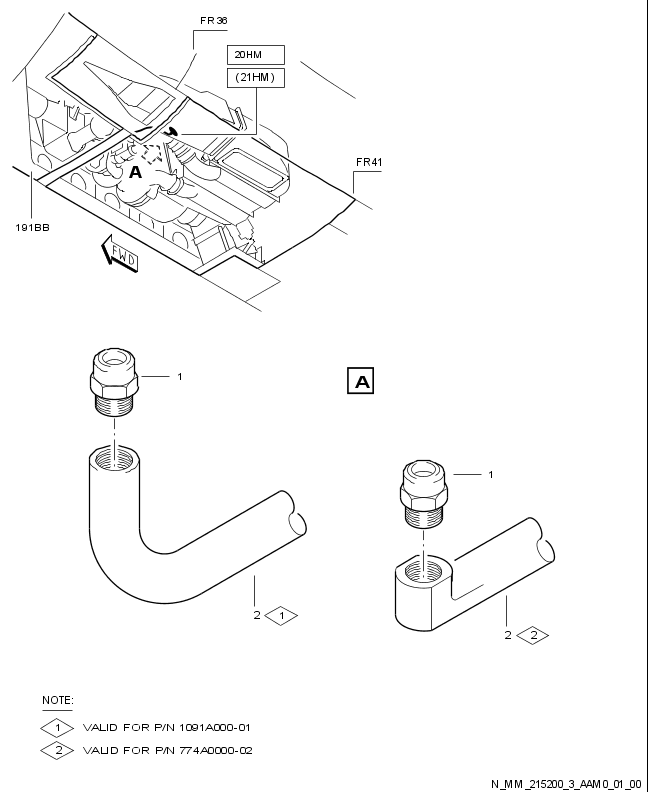 FR36
20HM
(21HM)
FR41
A
191BB
FWD
1
A
1
2 1
2 2
NOTE:
1 VALID FOR P/N 1091A000-01
2 VALID FOR P/N 774A0000-02
N_MM_215200_3_AAM0_01_00